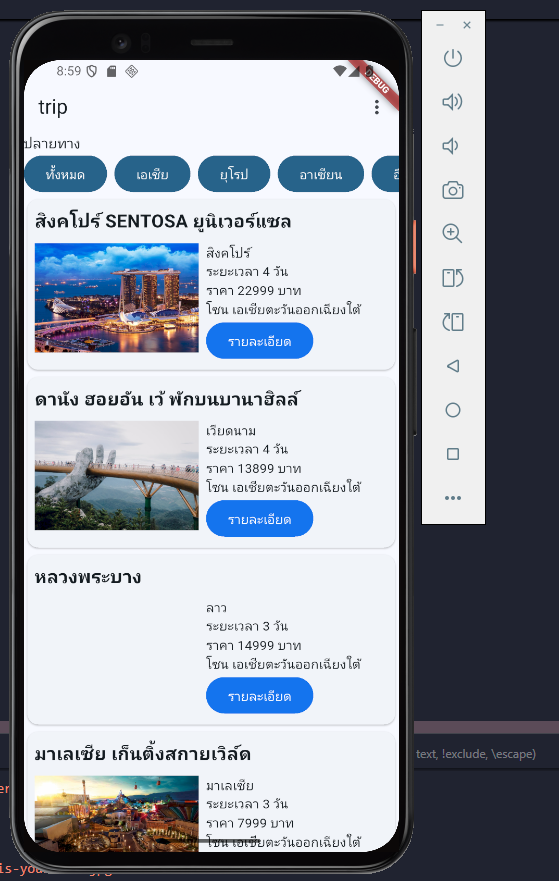 8:59
DEBUG
trip
ปลายทาง
ทั้งหมด
เอเชีย
ยุโรป
อาเซียน
สิงคโปร์ SENTOSA ยูนิเวอร์แซล
สิงคโปร์
ระยะเวลา 4 วัน
ราคา 22999 บาท
โซน เอเชียตะวันออกเฉียงใต้
รายละเอียด
ดานัง ฮอยอัน เว้ พักบนบานาฮิลล์
เวียดนาม
ระยะเวลา 4 วัน
ราคา 13899 บาท
โซน เอเชียตะวันออกเฉียงใต้
รายละเอียด
หลวงพระบาง
ลาว
ระยะเวลา 3 วัน
ราคา 14999 บาท
โซน เอเชียตะวันออกเฉียงใต้
รายละเอียด
มาเลเซีย เก็นติ้งสกายเวิล์ด
มาเลเซีย
ระยะเวลา 3 วัน
ราคา 7999 บาท
โซน เอเชียตะวันออกเฉียงใต้
text, !exclude, \escape)